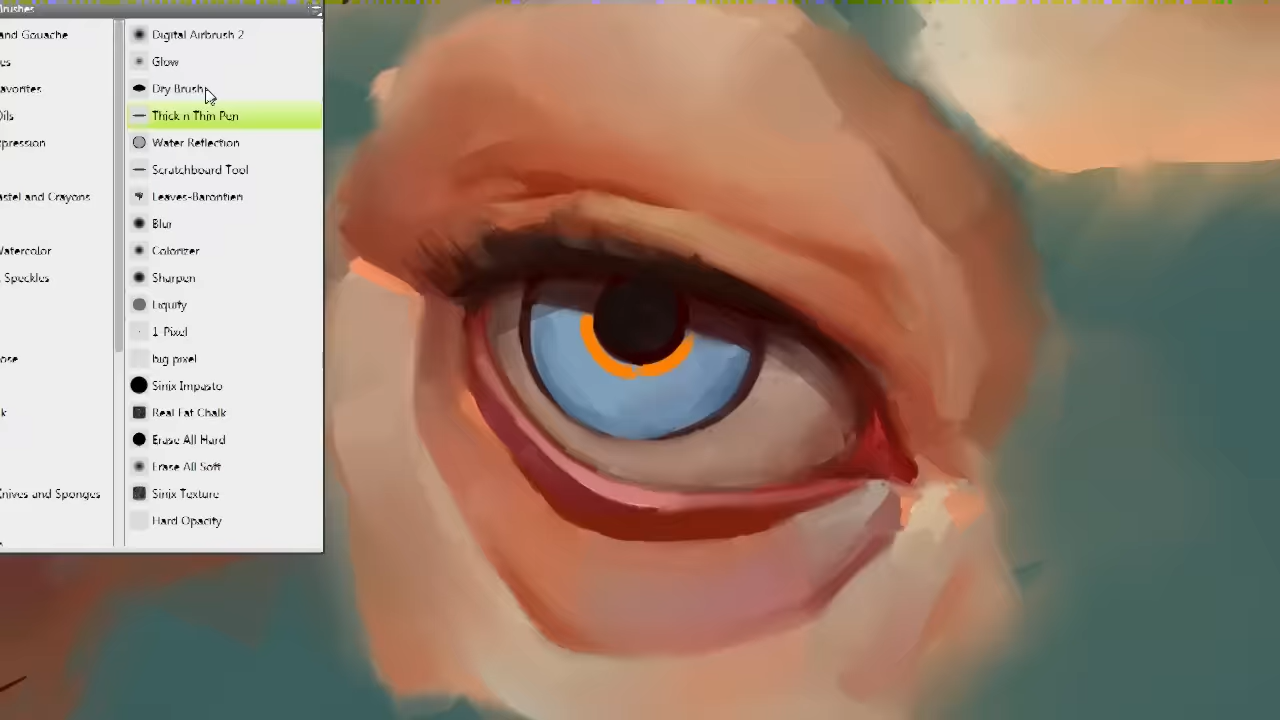 Brushes
and Gouache
es
avorites
Oils
pression
astel and Crayons
Watercolor
Speckles
ose
k
Knives and Sponges
Digital Airbrush 2
Glow
Dry Brush
Thick n Thin Pen
Water Reflection
Scratchboard Tool
Leaves-Barontieri
Blur
Colorizer
Sharpen
Liquify
1-Pixel
big pixel
Sinix Impasto
Real Fat Chalk
Erase All Hard
Erase All Soft
Sinix Texture
Hard Opacity